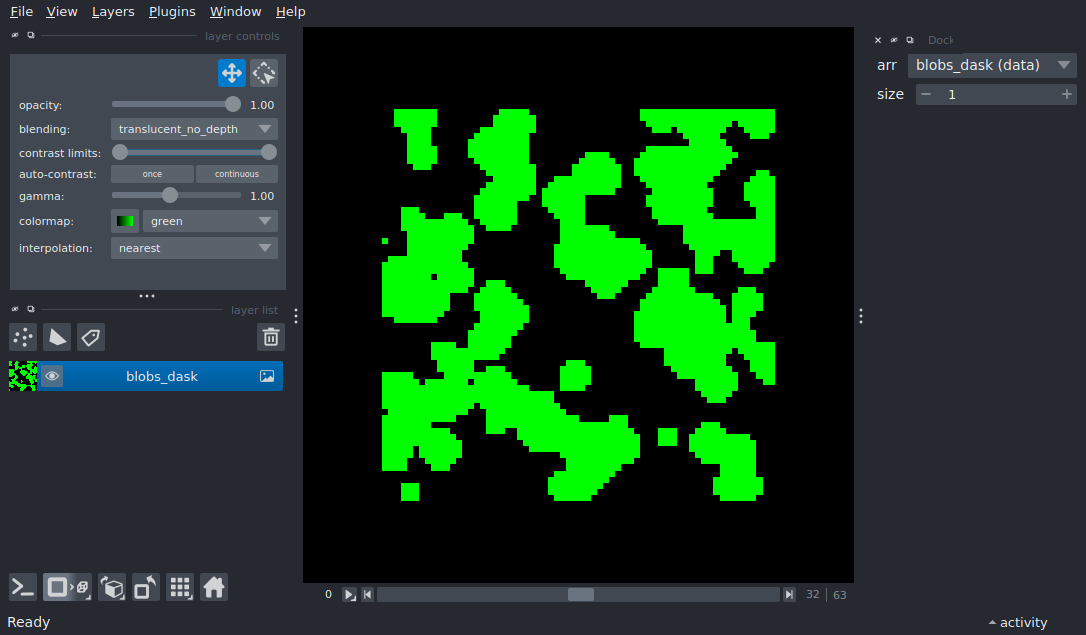 File View Layers Plugins Window Help
layer controls
opacity: 1.00
blending: translucent_no_depth
contrast limits:
auto-contrast: once continuous
gamma: 1.00
colormap: green
interpolation: nearest
layer list
blobs_dask
Dock
arr blobs_dask (data)
size − 1 +
0 32 | 63
Ready
activity